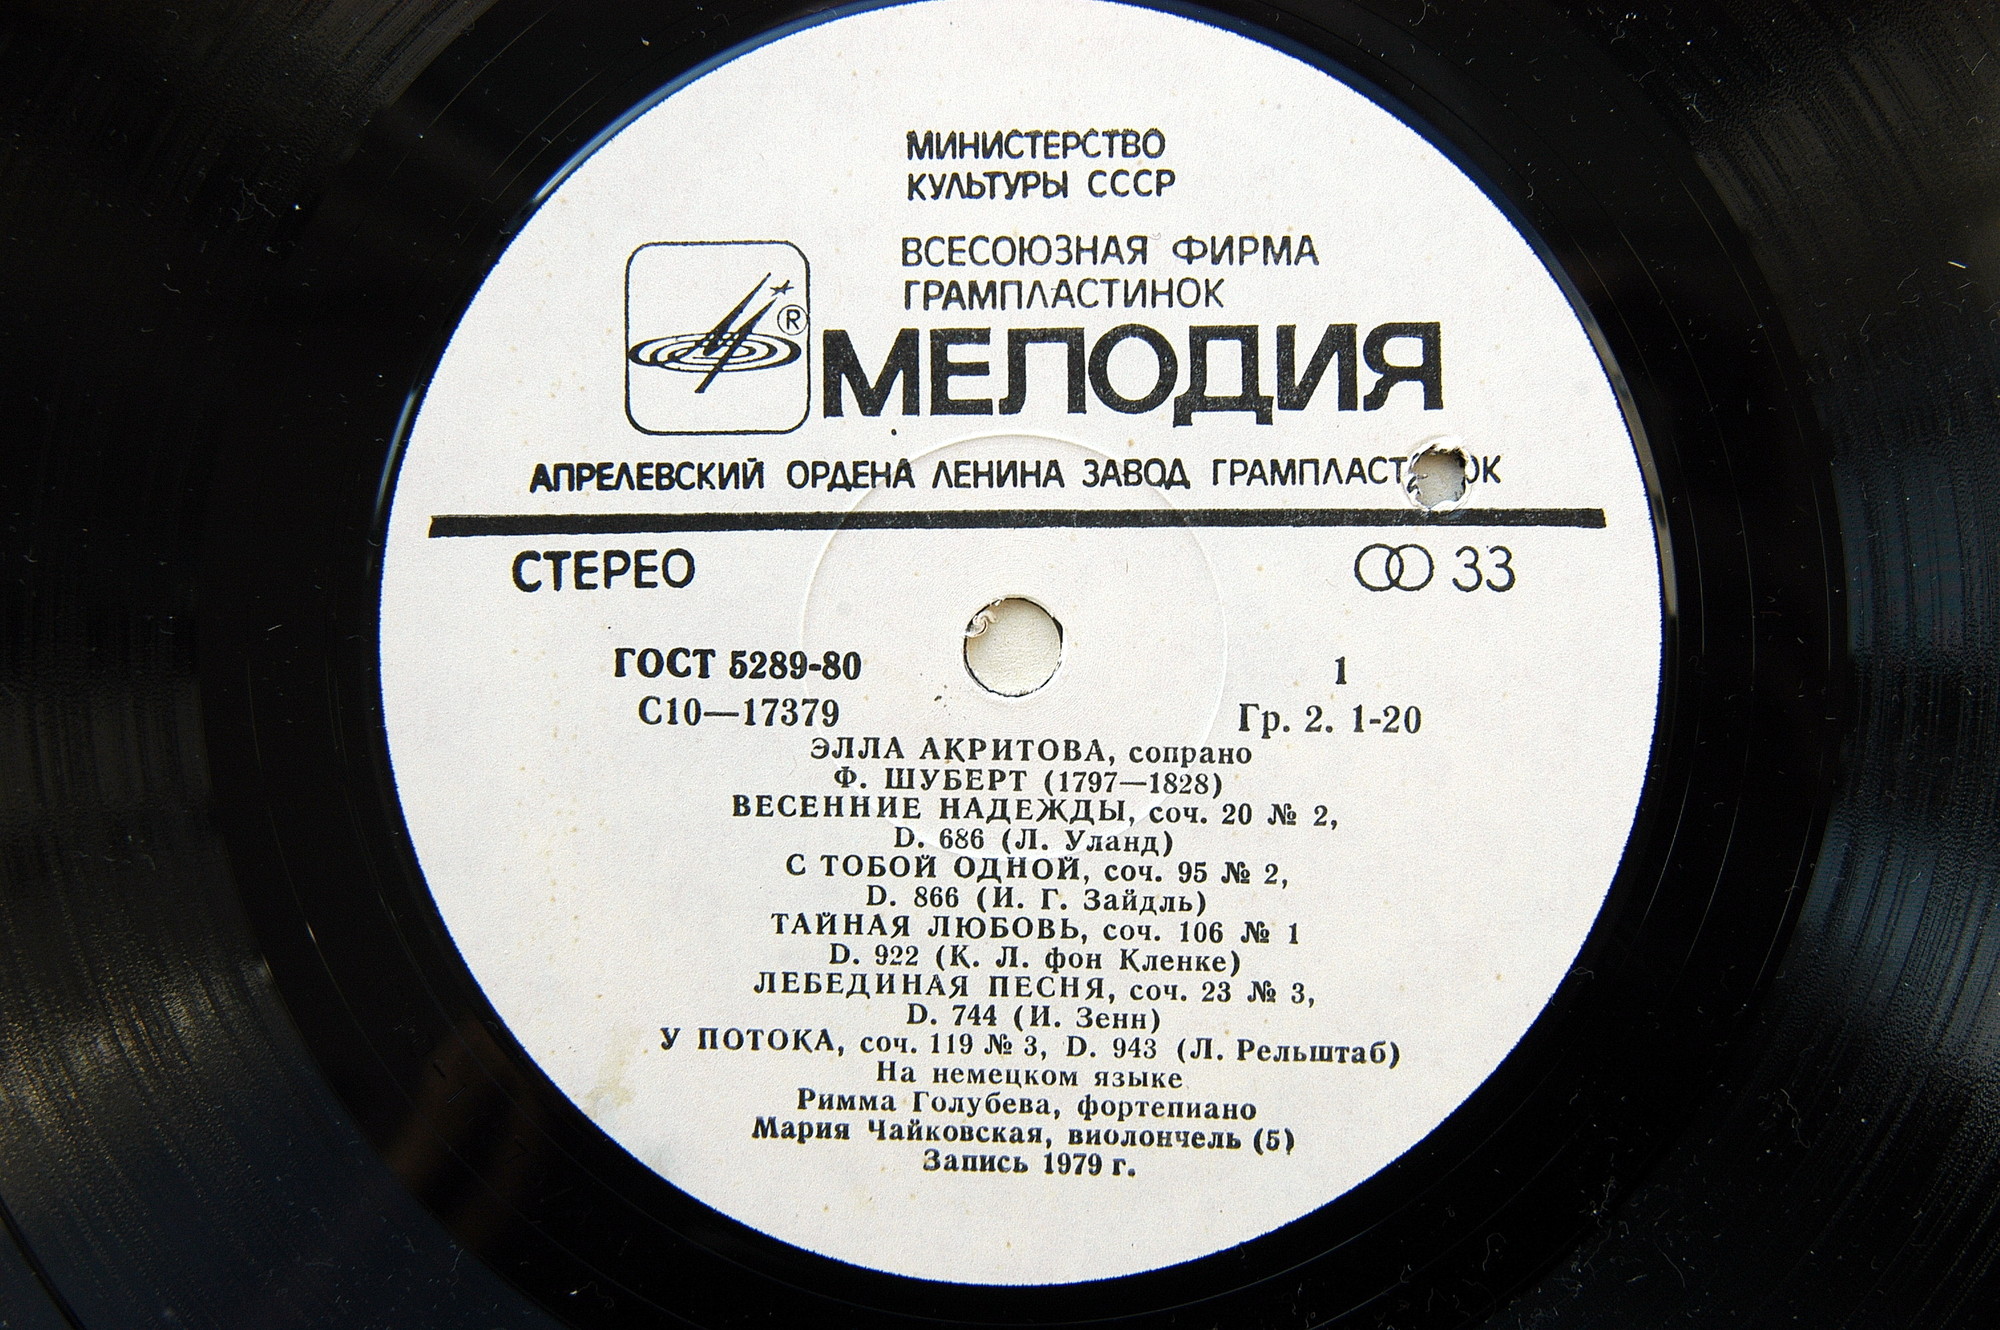 МИНИСТЕРСТВО
КУЛЬТУРЫ СССР
ВСЕСОЮЗНАЯ ФИРМА
ГРАМПЛАСТИНОК
®
МЕЛОДИЯ
АПРЕЛЕВСКИЙ ОРДЕНА ЛЕНИНА ЗАВОД
СТЕРЕО
33
ГОСТ 5289-80
1
С10—17379
Гр. 2. 1-20
ЭЛЛА АКРИТОВА, сопрано
Ф. ШУБЕРТ (1797—1828)
ВЕСЕННИЕ НАДЕЖДЫ, соч. 20 № 2,
D. 686 (Л. Уланд)
С ТОБОЙ ОДНОЙ, соч. 95 № 2,
D. 866 (И. Г. Зайдль)
ТАЙНАЯ ЛЮБОВЬ, соч. 106 № 1
D. 922 (К. Л. фон Кленке)
ЛЕБЕДИНАЯ ПЕСНЯ, соч. 23 № 3,
D. 744 (И. Зенн)
У ПОТОКА, соч. 119 № 3, D. 943 (Л. Рельштаб)
На немецком языке
Римма Голубева, фортепиано
Мария Чайковская, виолончель (5)
Запись 1979 г.